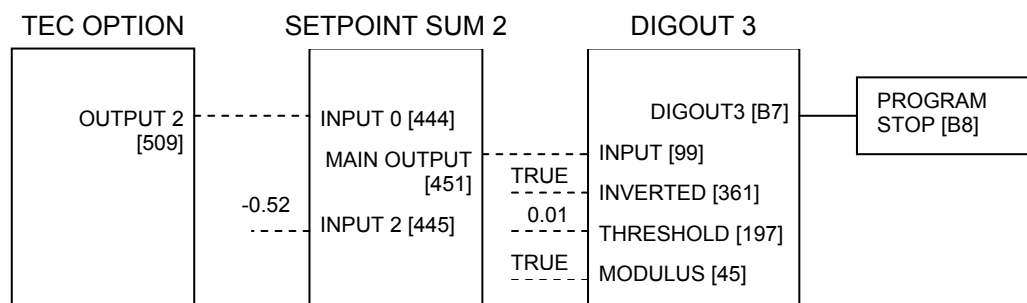 TEC OPTION
SETPOINT SUM 2
DIGOUT 3
OUTPUT 2
[509]
INPUT 0 [444]
MAIN OUTPUT
[451]
-0.52
INPUT 2 [445]
DIGOUT3 [B7]
INPUT [99]
TRUE
INVERTED [361]
0.01
THRESHOLD [197]
TRUE
MODULUS [45]
PROGRAM
STOP [B8]